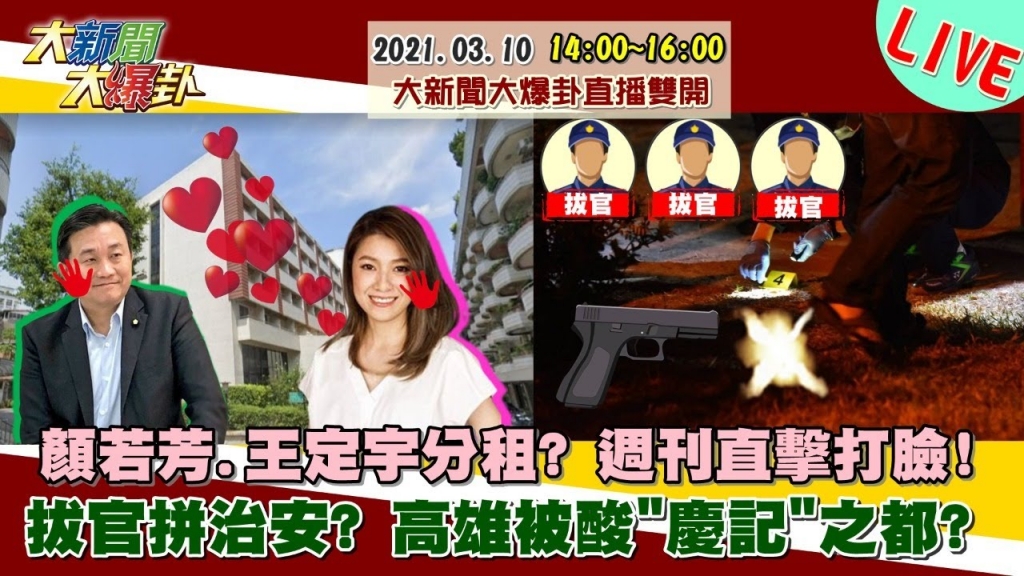 大新聞
大爆卦
2021.03.10 14:00~16:00
大新聞大爆卦直播雙開
LIVE
拔官 拔官 拔官
4
顏若芳.王定宇分租? 週刊直擊打臉!
拔官拼治安? 高雄被酸"慶記"之都?